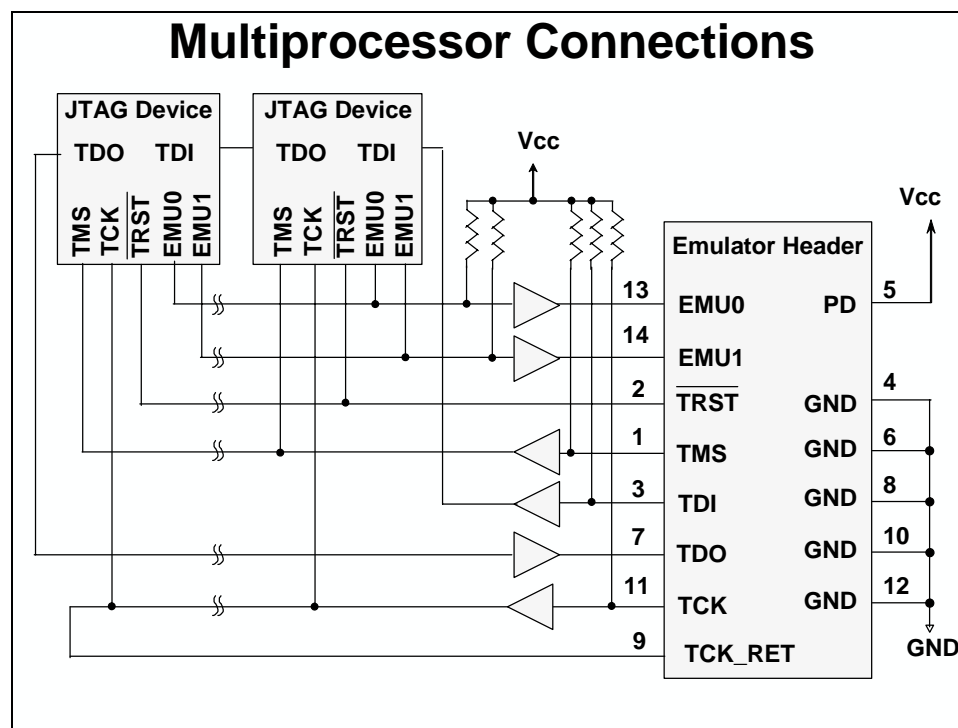 Multiprocessor Connections
JTAG Device
TDO TDI
TMS
TCK
TRST
EMU0
EMU1
JTAG Device
TDO TDI
TMS
TCK
TRST
EMU0
EMU1
Vcc
Vcc
Emulator Header
13 EMU0 PD 5
14 EMU1
2 TRST GND 4
1 TMS GND 6
3 TDI GND 8
7 TDO GND 10
11 TCK GND 12
9 TCK_RET
GND